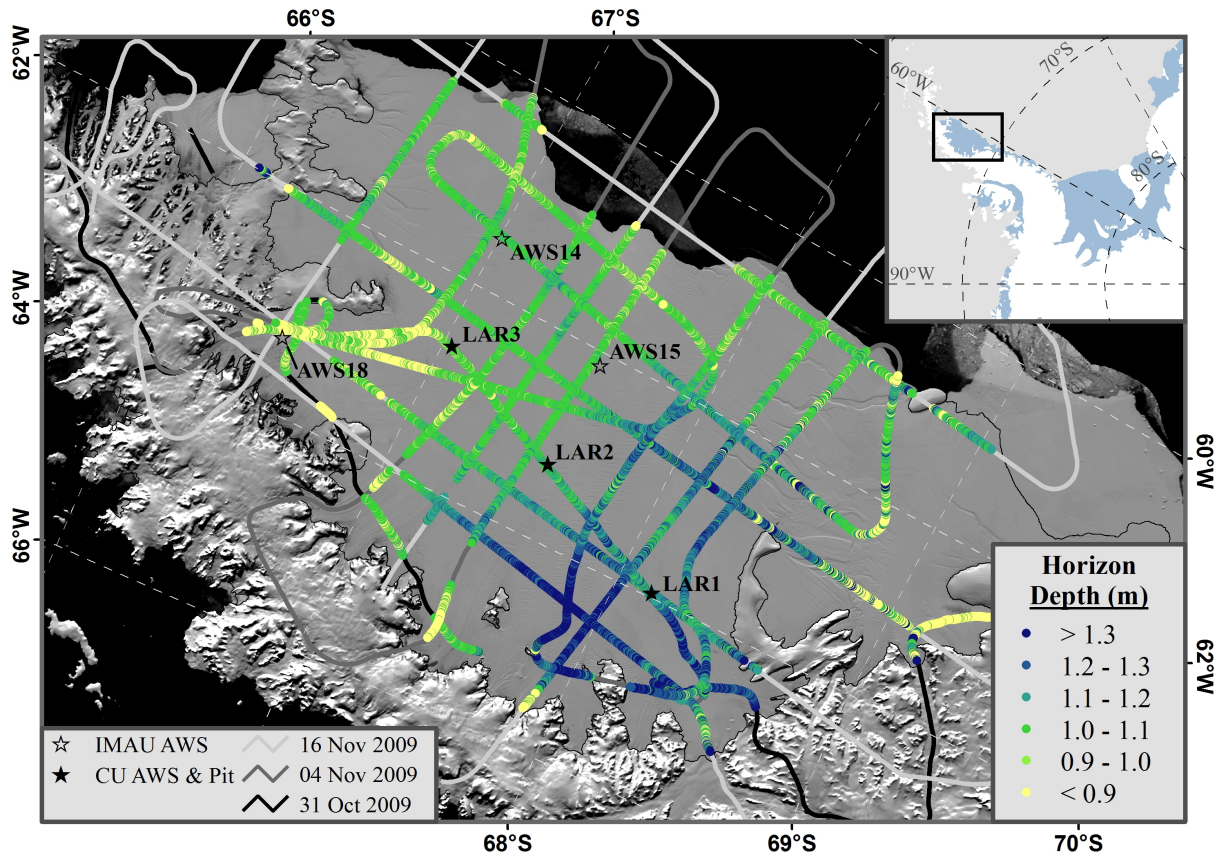 66°S
67°S
62°W
64°W
66°W
60°W
62°W
68°S
69°S
70°S
60°W
70°S
80°S
90°W
AWS14
LAR3
AWS15
AWS18
LAR2
LAR1
Horizon
Depth (m)
> 1.3
1.2 - 1.3
1.1 - 1.2
1.0 - 1.1
0.9 - 1.0
< 0.9
IMAU AWS
CU AWS & Pit
16 Nov 2009
04 Nov 2009
31 Oct 2009